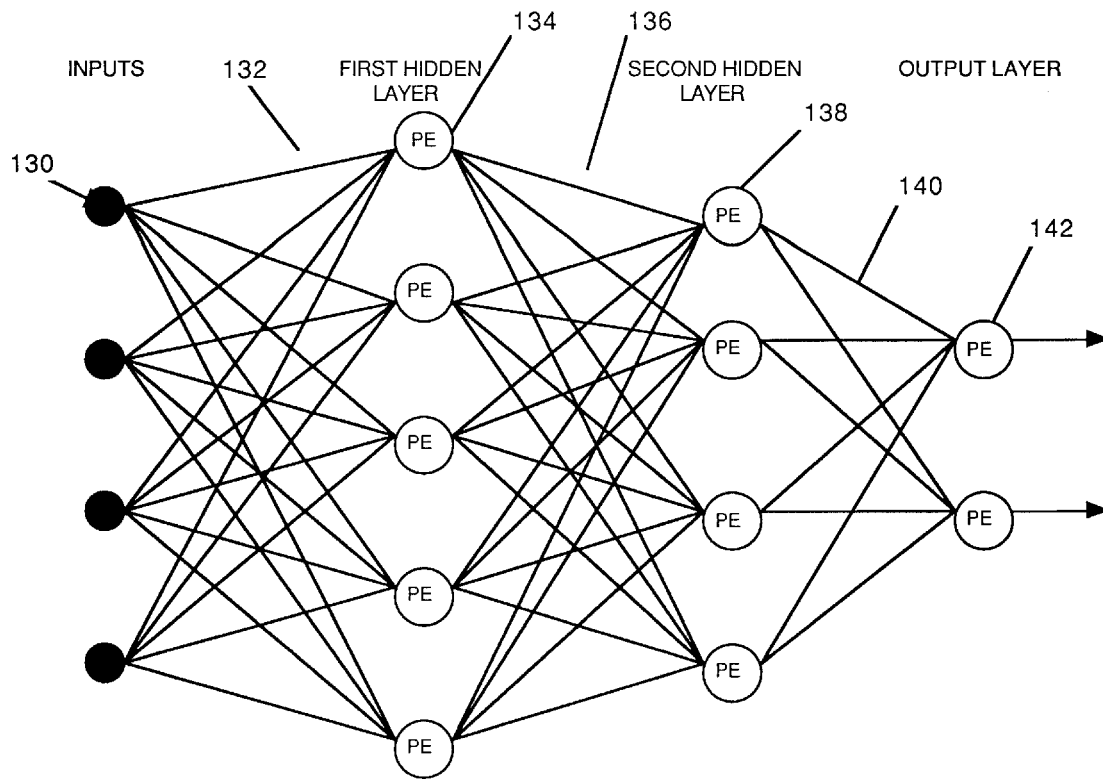 134
136
INPUTS
132
FIRST HIDDEN
LAYER
SECOND HIDDEN
LAYER
OUTPUT LAYER
138
130
140
142
PE
PE
PE
PE
PE
PE
PE
PE
PE
PE
PE